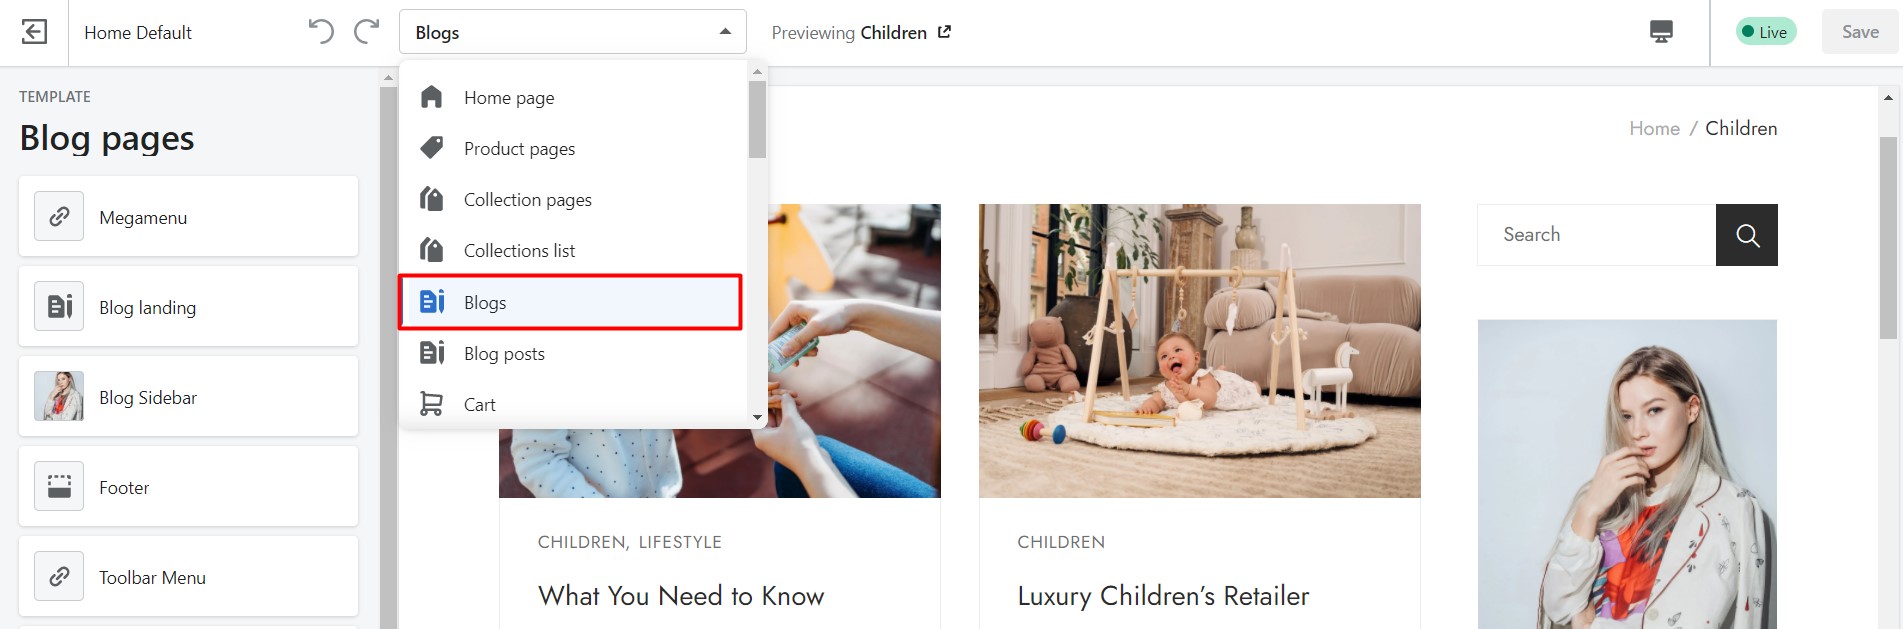 Home Default
Blogs
Previewing Children
Live
Save
TEMPLATE
Blog pages
Megamenu
Blog landing
Blog Sidebar
Footer
Toolbar Menu
Home page
Product pages
Collection pages
Collections list
Blogs
Blog posts
Cart
Home / Children
CHILDREN, LIFESTYLE
What You Need to Know
CHILDREN
Luxury Children’s Retailer
Search